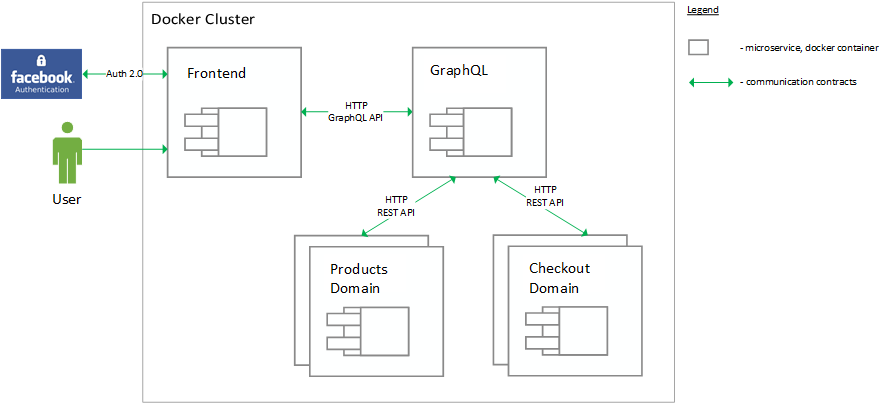 Docker Cluster
Legend
facebook.
Authentication
Auth 2.0
Frontend
GraphQL
- microservice, docker container
- communication contracts
HTTP
GraphQL API
User
HTTP
REST API
HTTP
REST API
Products
Domain
Checkout
Domain